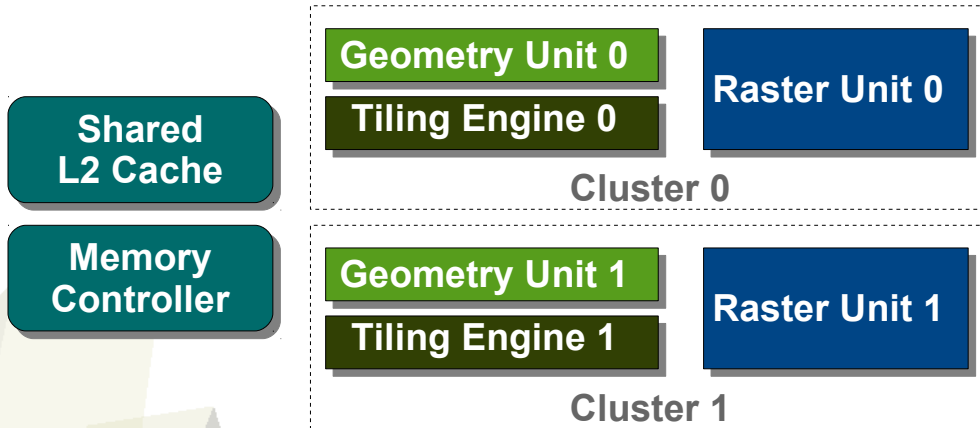 Shared
L2 Cache
Memory
Controller
Geometry Unit 0
Tiling Engine 0
Raster Unit 0
Cluster 0
Geometry Unit 1
Tiling Engine 1
Raster Unit 1
Cluster 1